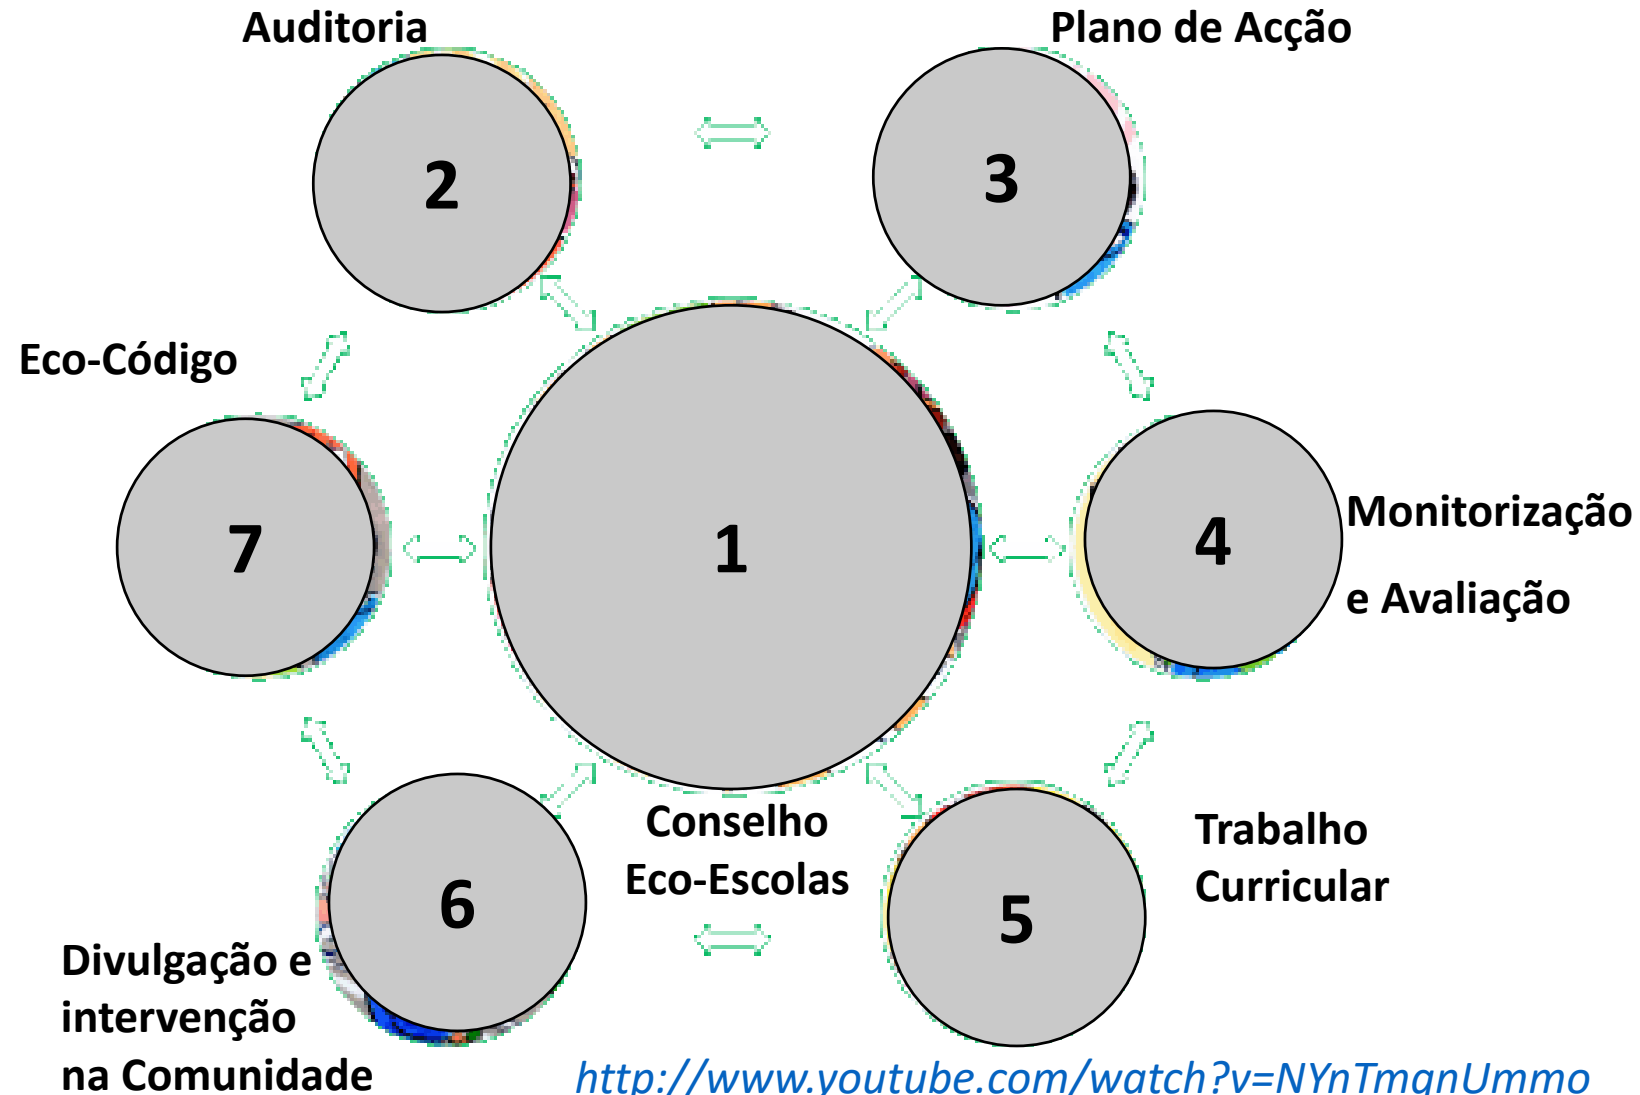 Auditoria
Plano de Acção
2
3
Eco-Código
7
1
4
Monitorização
e Avaliação
Conselho
Eco-Escolas
Trabalho
Curricular
6
5
Divulgação e
intervenção
na Comunidade
http://www.youtube.com/watch?v=NYnTmqnUmmo